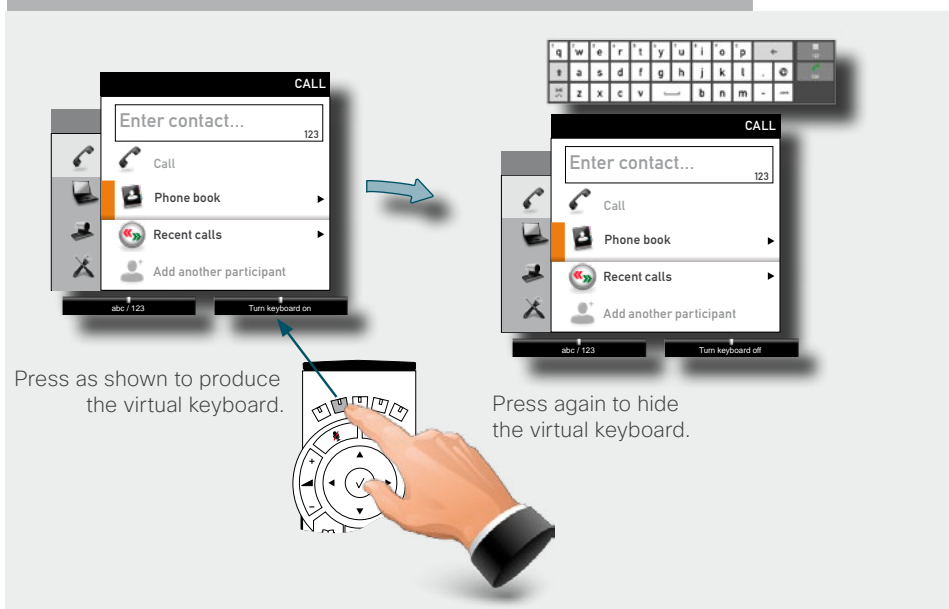 q w e r t y u i o p
a s d f g h j k l . @
z x c v b n m -
CALL
Enter contact...
123
Call
Phone book
Recent calls
Add another participant
abc / 123
Turn keyboard on
CALL
Enter contact...
123
Call
Phone book
Recent calls
Add another participant
abc / 123
Turn keyboard off
Press as shown to produce
the virtual keyboard.
Press again to hide
the virtual keyboard.